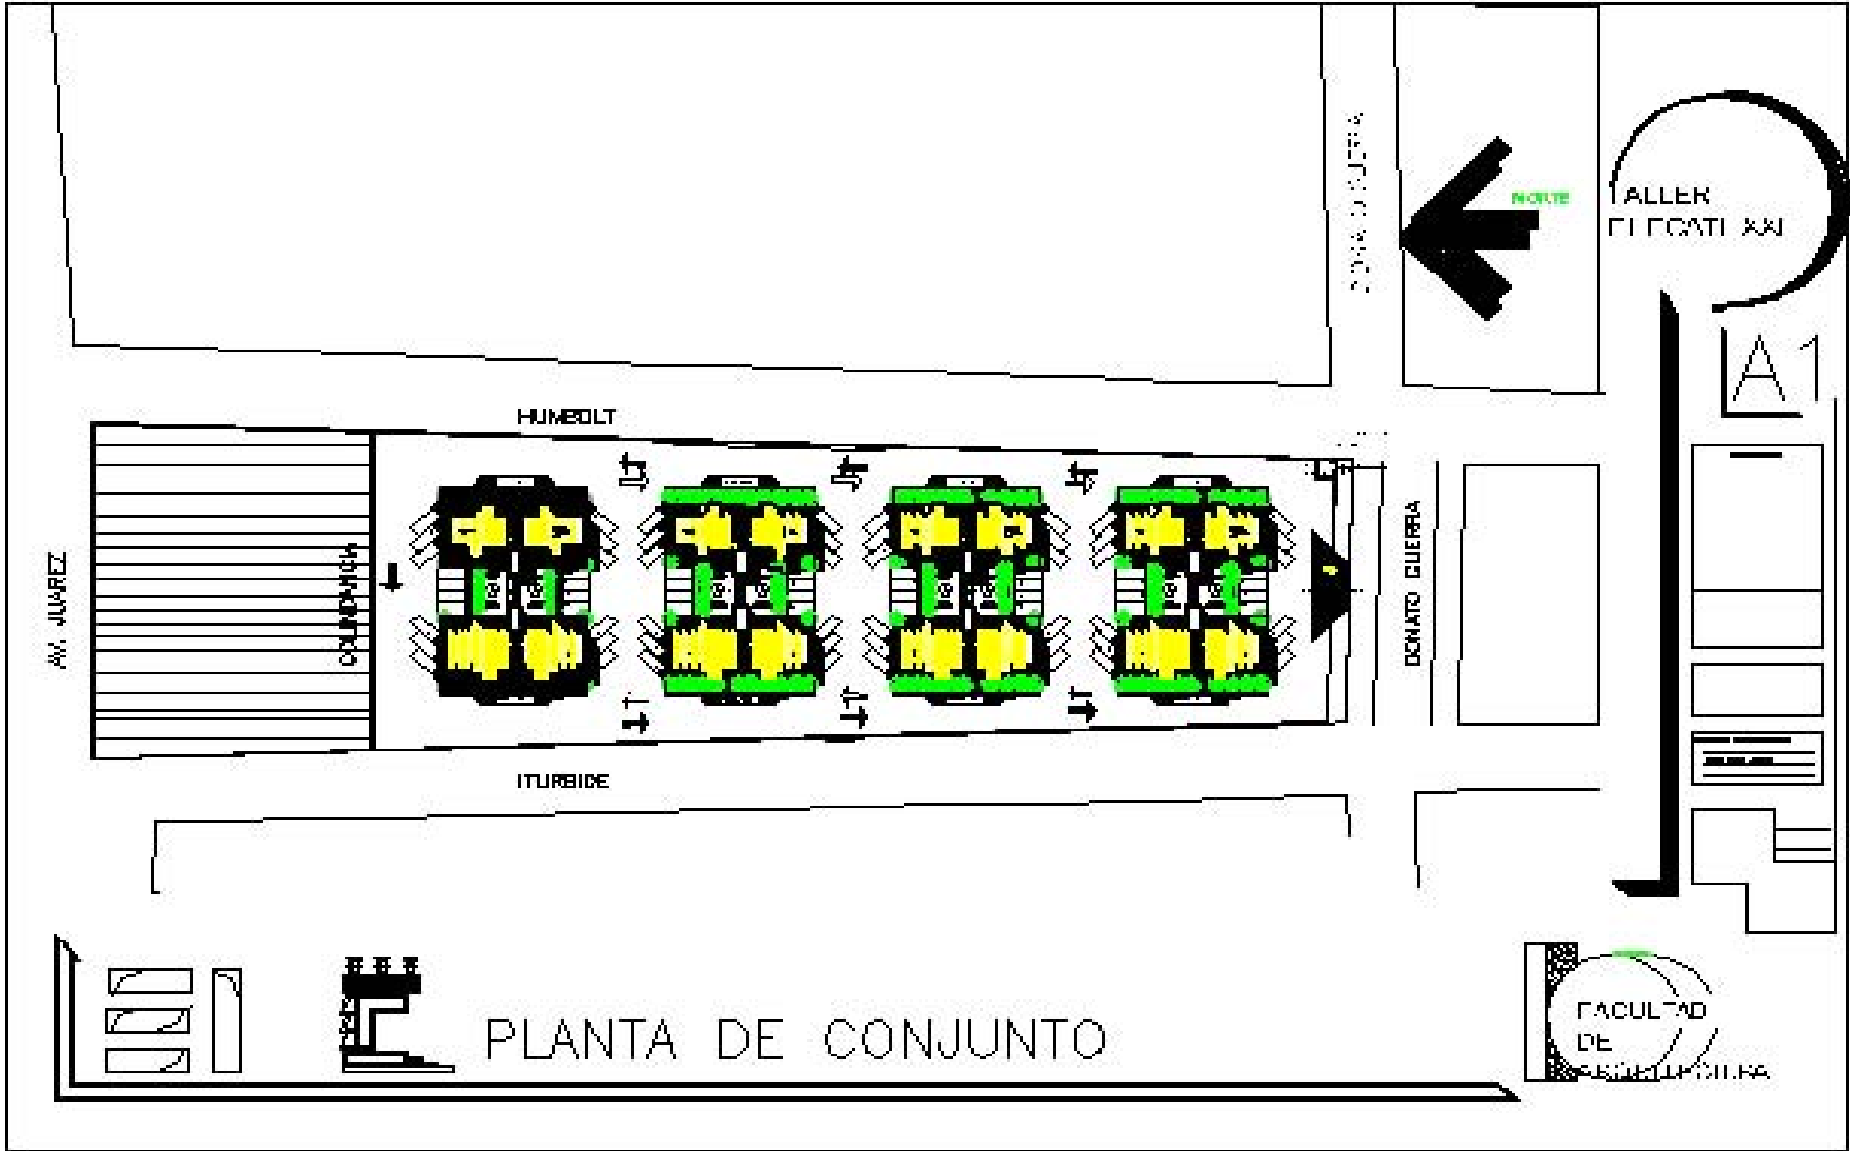 NORTE
TALLER
A1
HUMBOLT
AV. JUAREZ
COLINDANCIA
DONATO GUERRA
ITURBIDE
PLANTA DE CONJUNTO
FACULTAD
DE